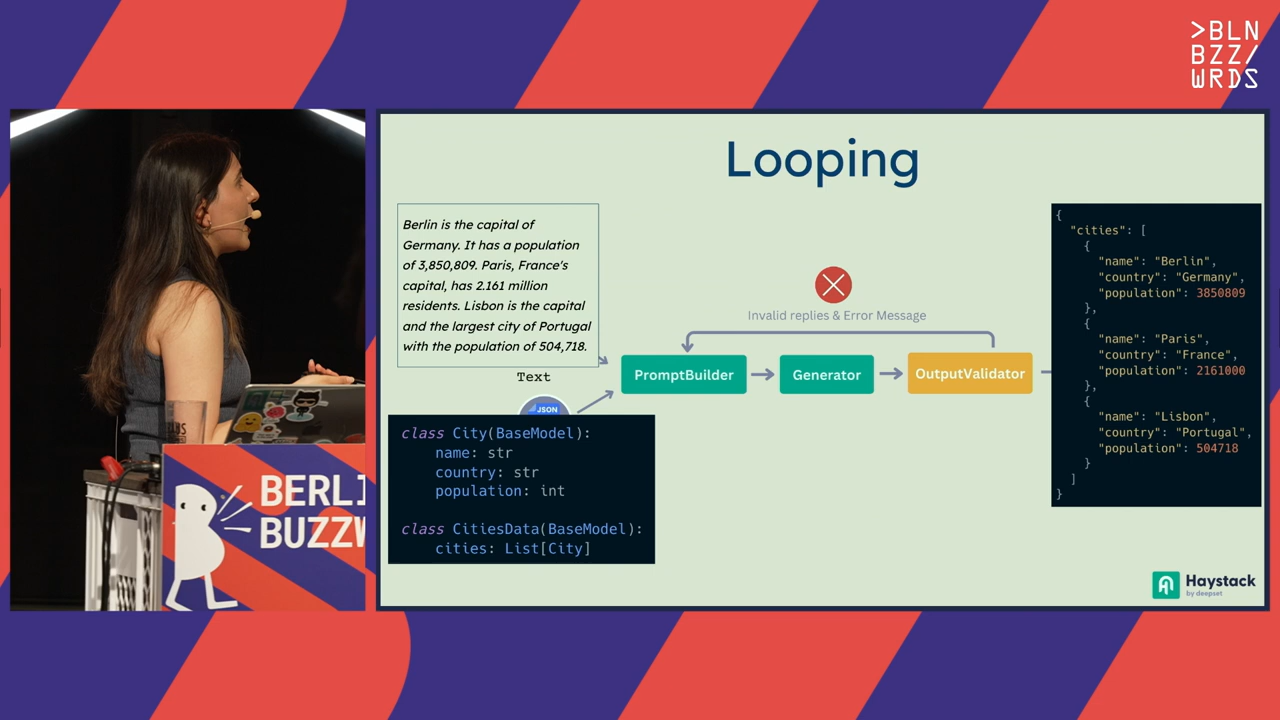 >BLN
BZZ/
WRDS
Looping
Berlin is the capital of
Germany. It has a population
of 3,850,809. Paris, France's
capital, has 2.161 million
residents. Lisbon is the capital
and the largest city of Portugal
with the population of 504,718.
Text
JSON
class City(BaseModel):
    name: str
    country: str
    population: int
class CitiesData(BaseModel):
    cities: List[City]
Invalid replies & Error Message
PromptBuilder
Generator
OutputValidator
{
  "cities": [
    {
      "name": "Berlin",
      "country": "Germany",
      "population": 3850809
    },
    {
      "name": "Paris",
      "country": "France",
      "population": 2161000
    },
    {
      "name": "Lisbon",
      "country": "Portugal",
      "population": 504718
    }
  ]
}
Haystack
by deepset
BERLI
BUZZW